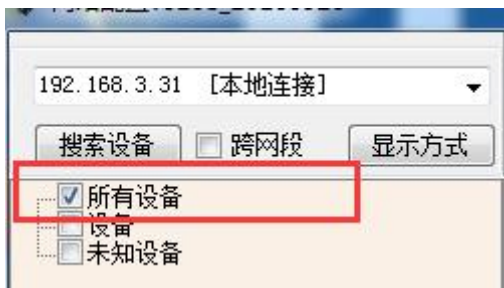 192.168.3.31 [本地连接]
搜索设备 跨网段 显示方式
所有设备
设备
未知设备